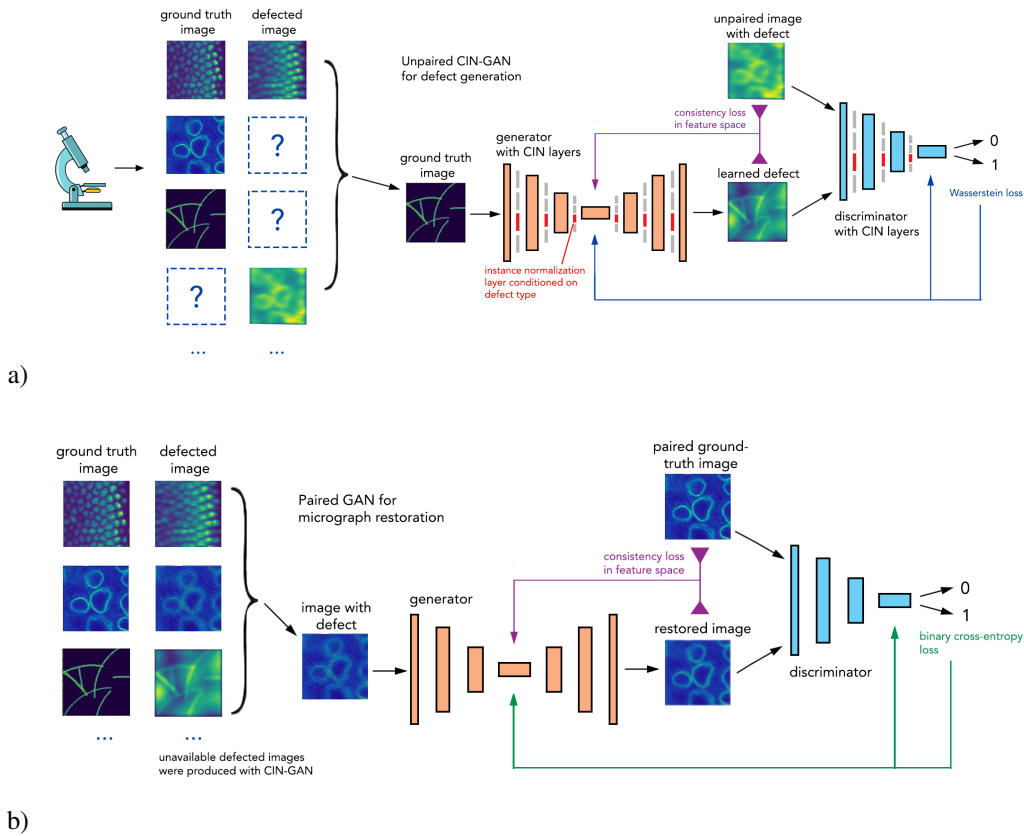 ground truth
image
defected
image
?
?
?
...
...
Unpaired CIN-GAN
for defect generation
ground truth
image
generator
with CIN layers
instance normalization
layer conditioned on
defect type
consistency loss
in feature space
unpaired image
with defect
learned defect
discriminator
with CIN layers
0
1
Wasserstein loss
a)
ground truth
image
defected
image
...
...
unavailable defected images
were produced with CIN-GAN
Paired GAN for
micrograph restoration
image with
defect
generator
consistency loss
in feature space
paired ground-
truth image
restored image
discriminator
0
1
binary cross-entropy
loss
b)